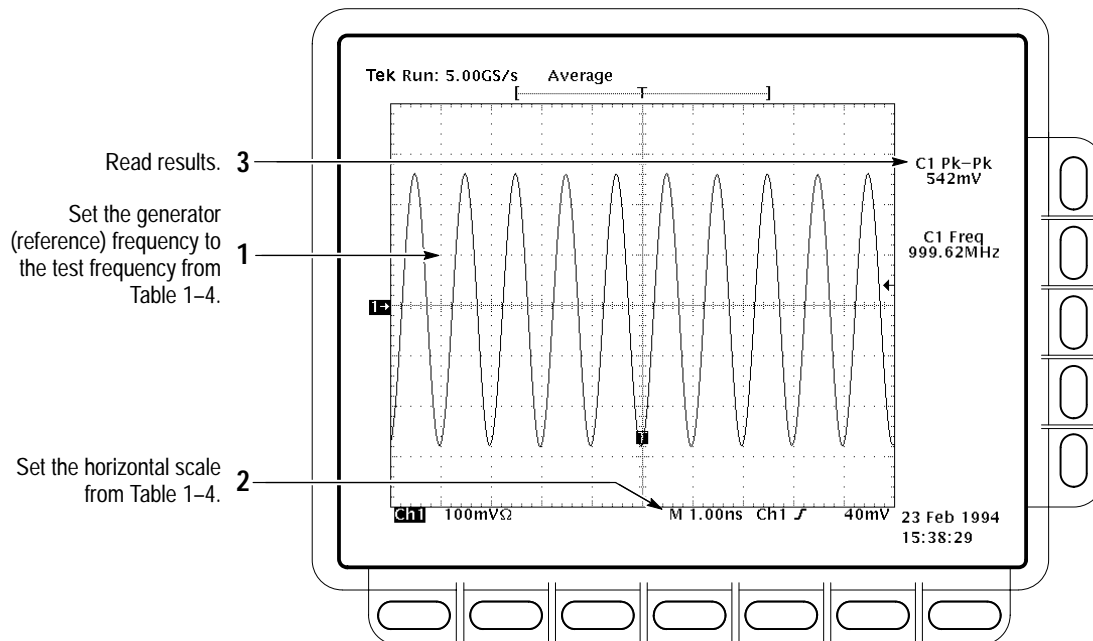 Tek Run: 5.00GS/s Average
[ T ]
Read results. 3
C1 Pk–Pk
542mV
Set the generator
(reference) frequency to
the test frequency from
Table 1–4.
1
C1 Freq
999.62MHz
1→
T
Set the horizontal scale
from Table 1–4.
2
Ch1 100mVΩ M 1.00ns Ch1 ƒ 40mV
23 Feb 1994
15:38:29